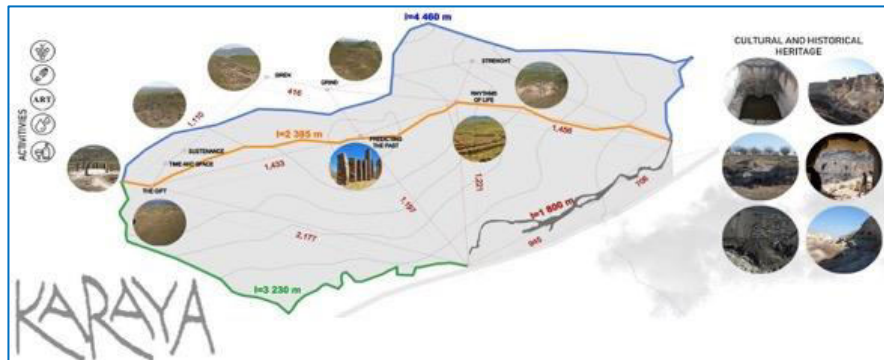 l=4 460 m
CULTURAL AND HISTORICAL
HERITAGE
ACTIVITIVIES
ART
SIREN
GRIND
STRENGHT
416
1,110
RHYTHMS
OF LIFE
l=2 385 m
PREDICTING
THE PAST
1,456
SUSTENANCE
TIME AND SPACE
1,433
THE GIFT
1,197
1,221
706
l=1 800 m
945
2,177
l=3 230 m
KARAYA